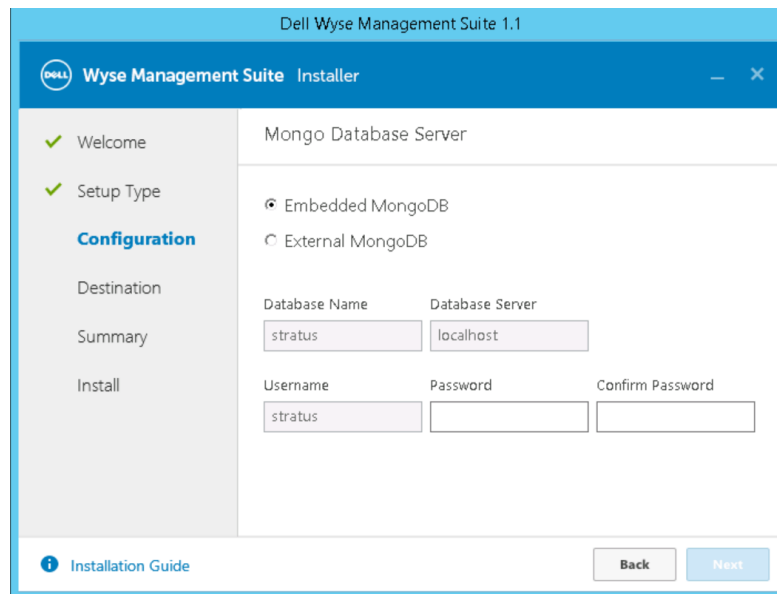 Dell Wyse Management Suite 1.1
DELL Wyse Management Suite Installer
Welcome
Setup Type
Configuration
Destination
Summary
Install
Mongo Database Server
Embedded MongoDB
External MongoDB
Database Name Database Server
stratus localhost
Username Password Confirm Password
stratus
Installation Guide
Back Next